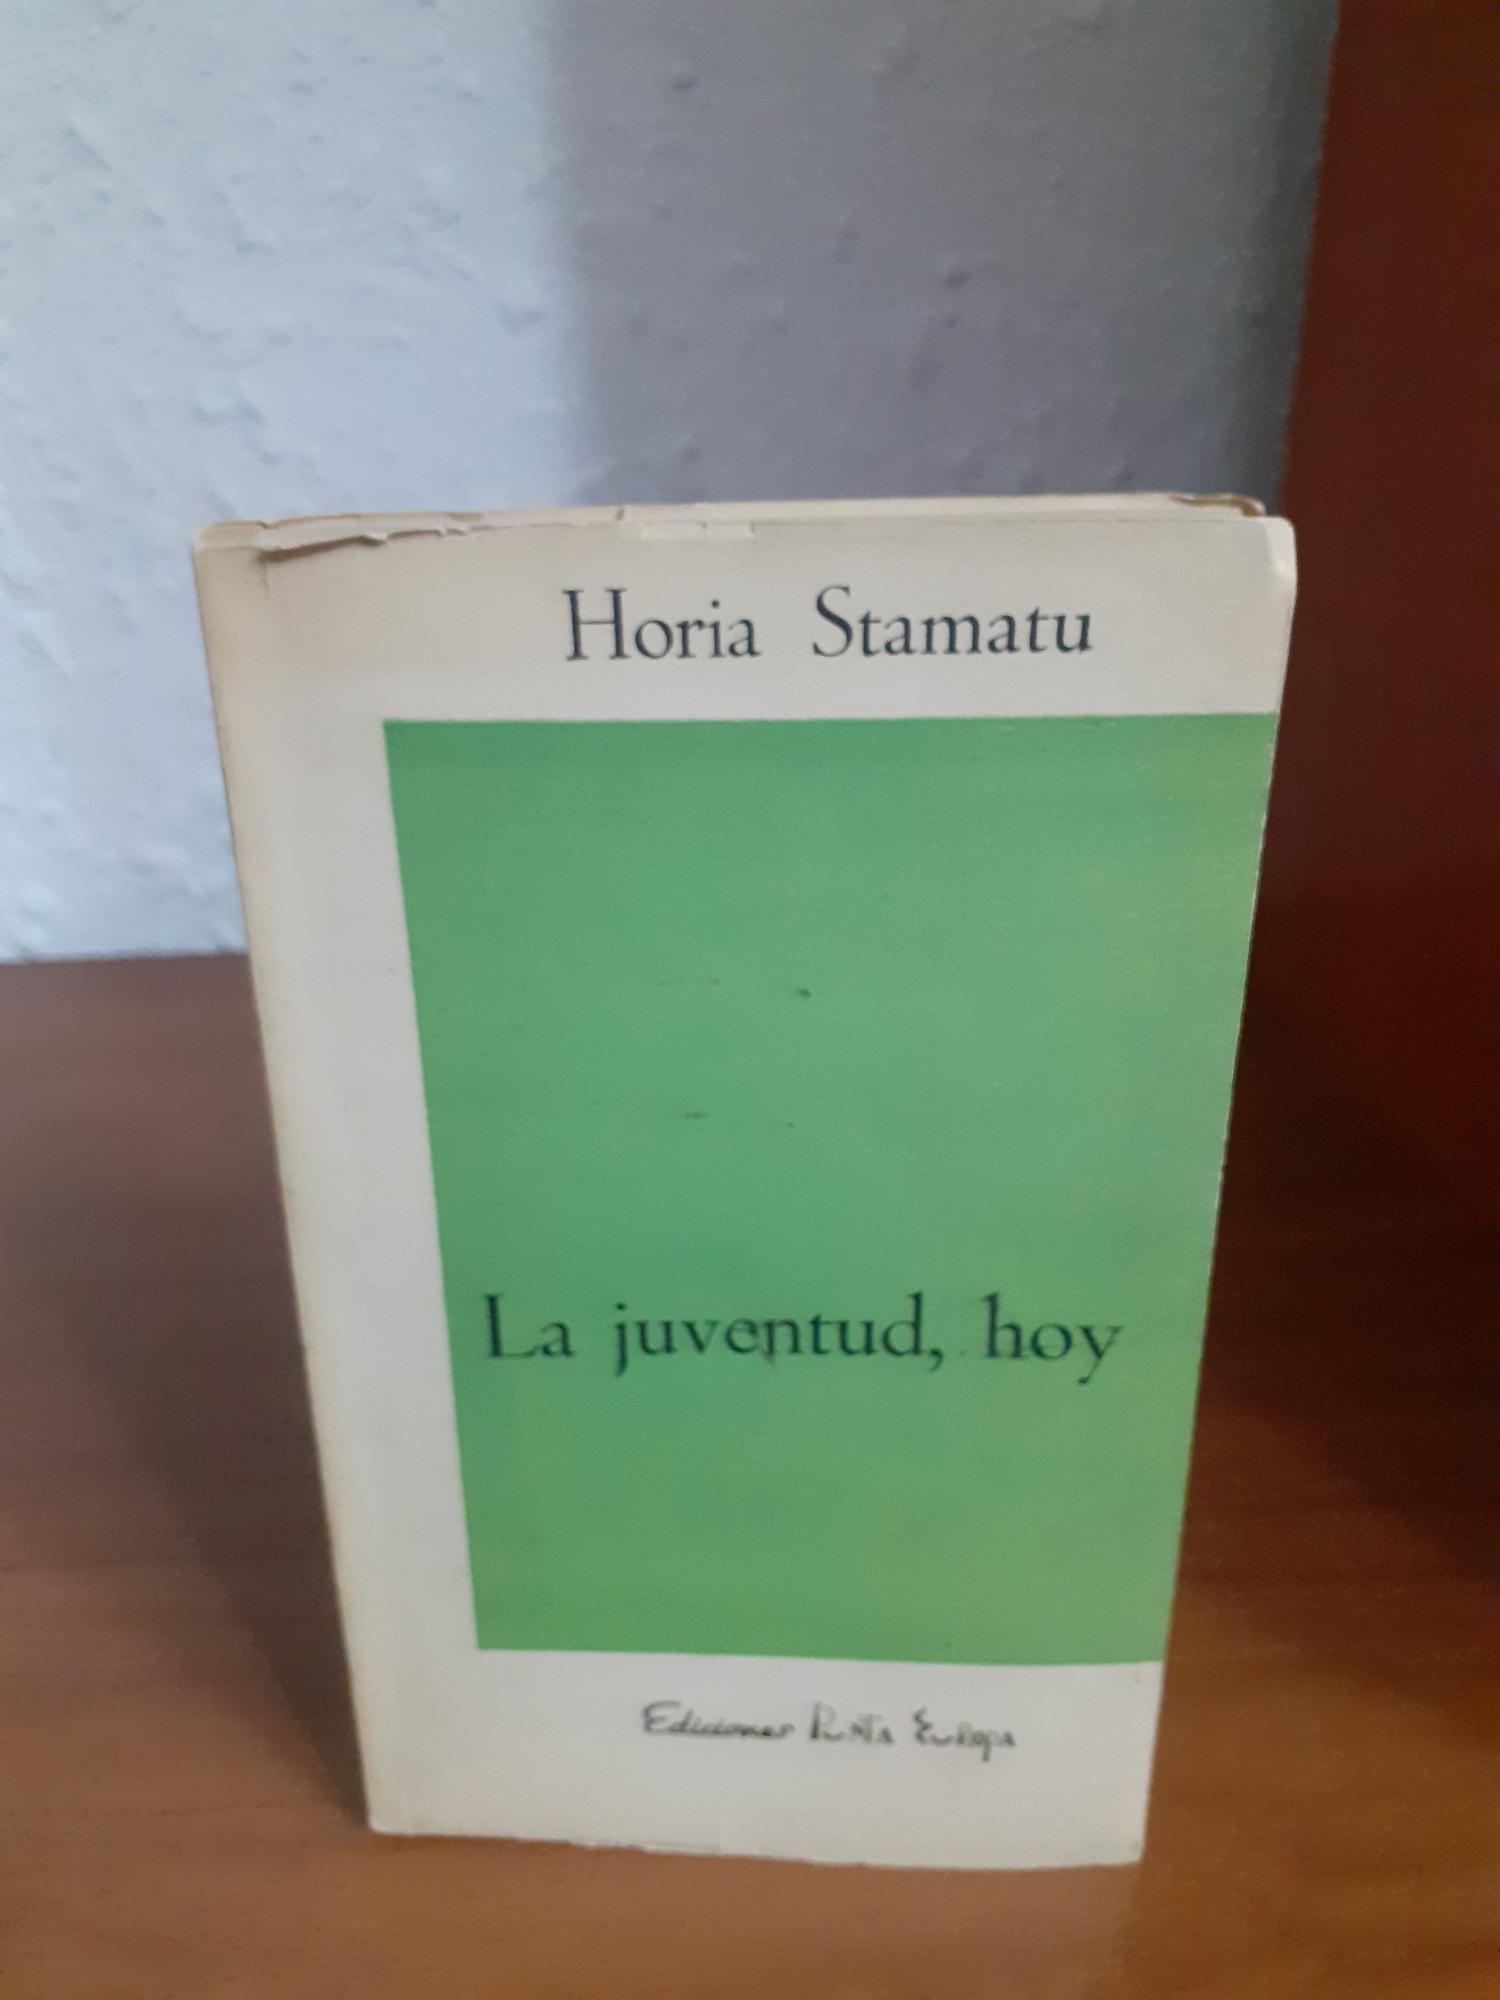 Horia Stamatu
La juventud, hoy
Ediciones Punta Europa